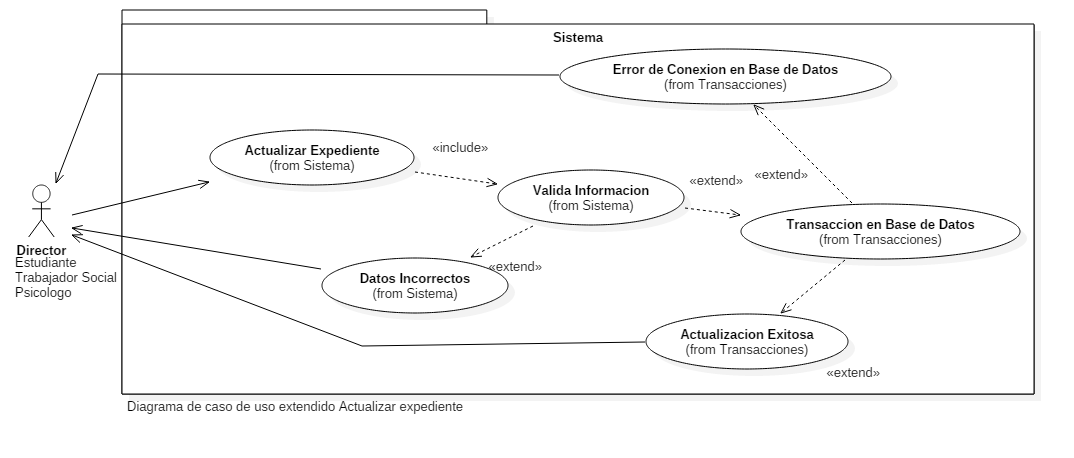 Sistema
Error de Conexion en Base de Datos
(from Transacciones)
Actualizar Expediente
(from Sistema)
«include»
Valida Informacion
(from Sistema)
«extend»
«extend»
Transaccion en Base de Datos
(from Transacciones)
Director
Estudiante
Trabajador Social
Psicologo
Datos Incorrectos
(from Sistema)
«extend»
Actualizacion Exitosa
(from Transacciones)
«extend»
Diagrama de caso de uso extendido Actualizar expediente